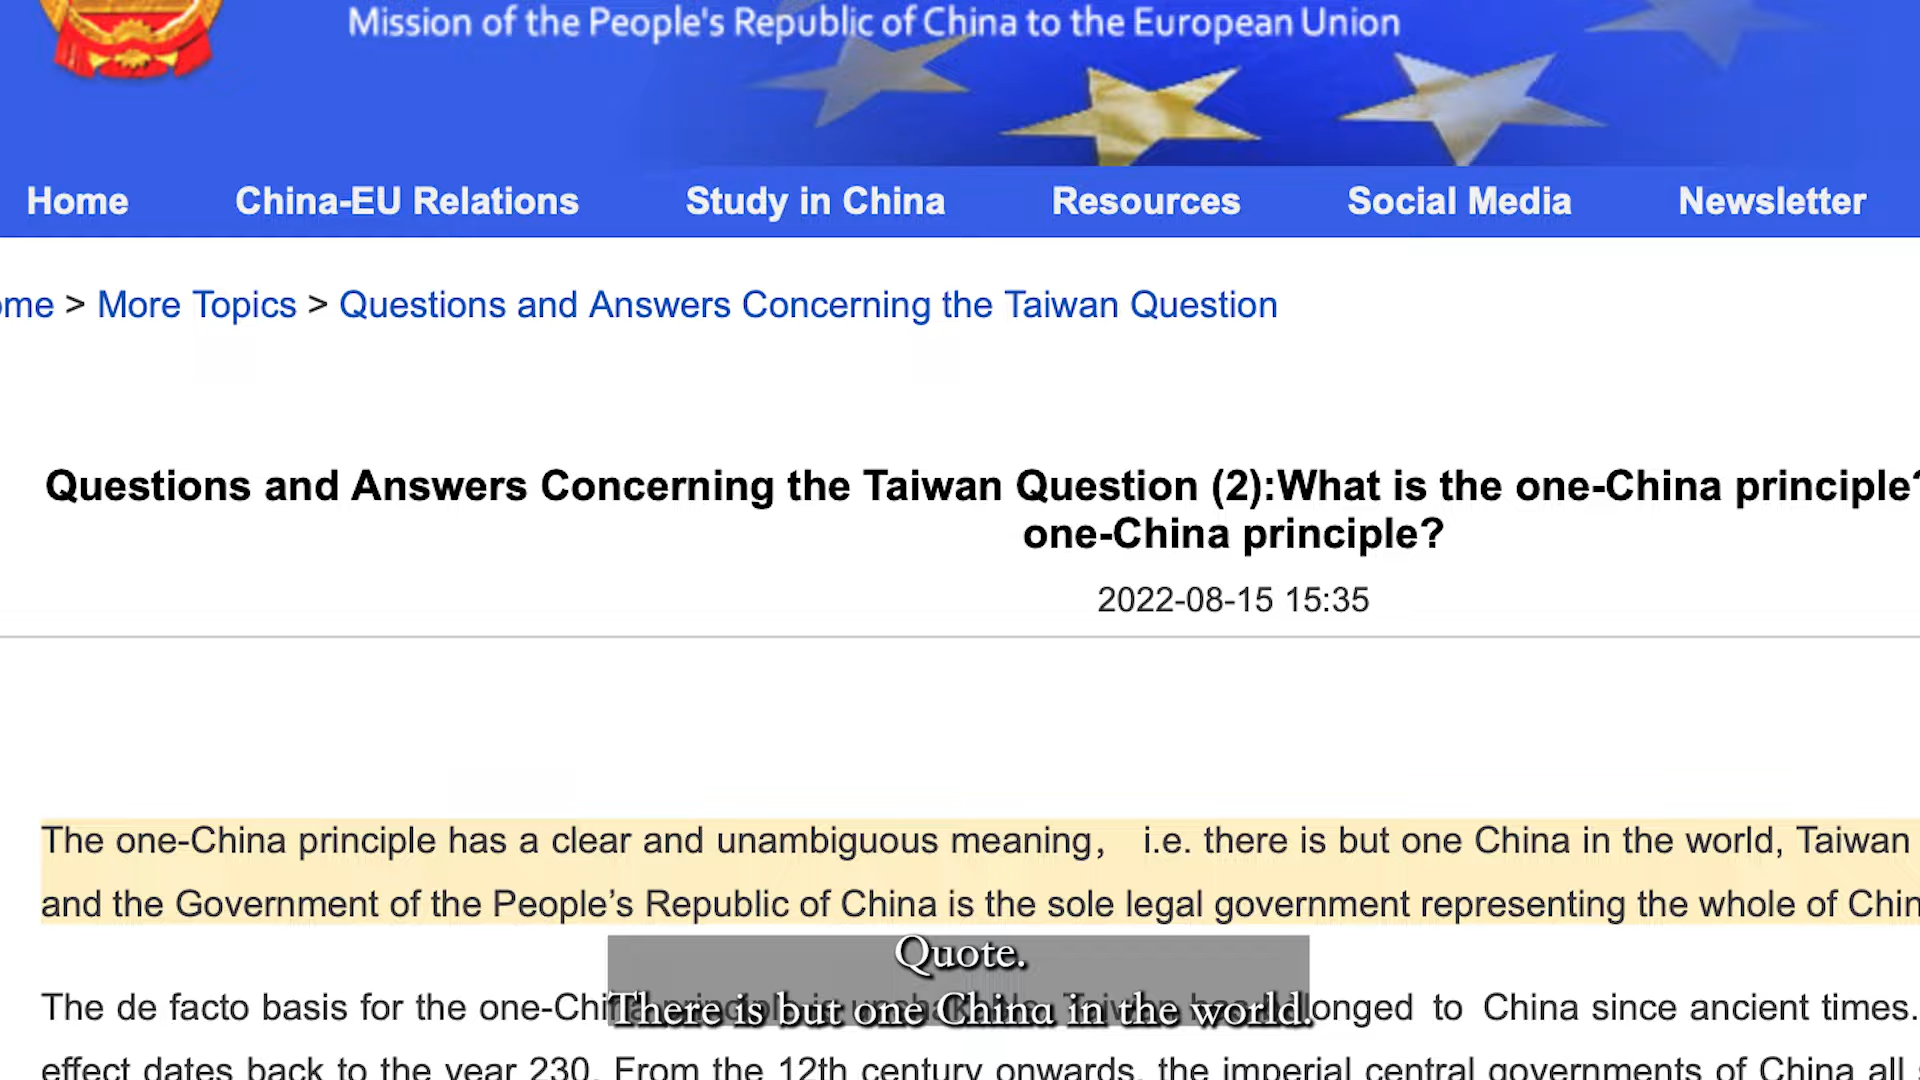 Mission of the People's Republic of China to the European Union
Home China-EU Relations Study in China Resources Social Media Newsletter
ome > More Topics > Questions and Answers Concerning the Taiwan Question
Questions and Answers Concerning the Taiwan Question (2):What is the one-China principle?
one-China principle?
2022-08-15 15:35
The one-China principle has a clear and unambiguous meaning， i.e. there is but one China in the world, Taiwan
and the Government of the People’s Republic of China is the sole legal government representing the whole of Chin
Quote.
There is but one China in the world.
The de facto basis for the one-Chi onged to China since ancient times.
effect dates back to the year 230. From the 12th century onwards, the imperial central governments of China all